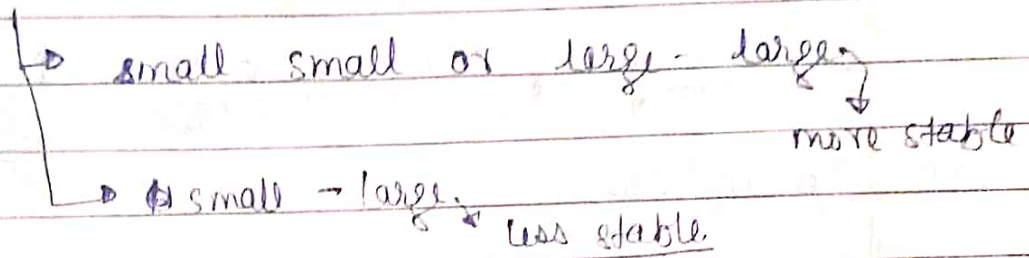 small small or large - large
more stable
small - large
less stable.